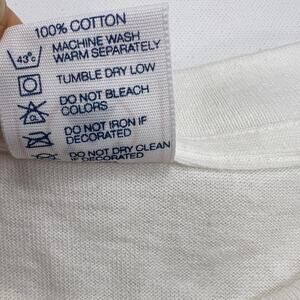 100% COTTON
43°C MACHINE WASH
WARM SEPARATELY
TUMBLE DRY LOW
DO NOT BLEACH
CL COLORS
DO NOT IRON IF
DECORATED
DO NOT DRY CLEAN
IF DECORATED